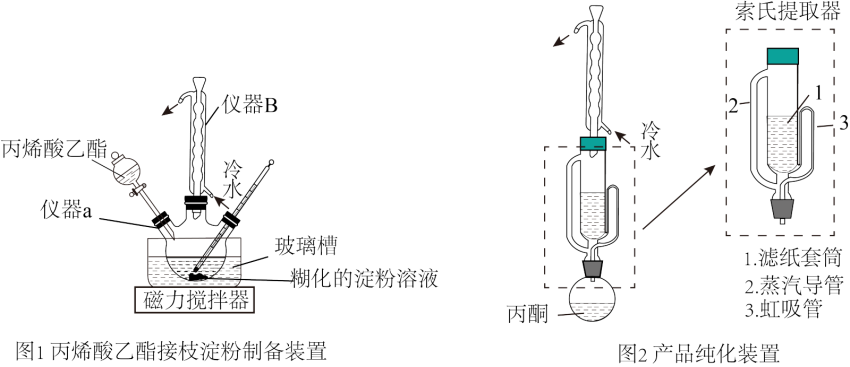 丙烯酸乙酯
仪器a
仪器B
冷
水
玻璃槽
糊化的淀粉溶液
磁力搅拌器
图1 丙烯酸乙酯接枝淀粉制备装置
冷
水
丙酮
图2 产品纯化装置
索氏提取器
1
2
3
1.滤纸套筒
2.蒸汽导管
3.虹吸管